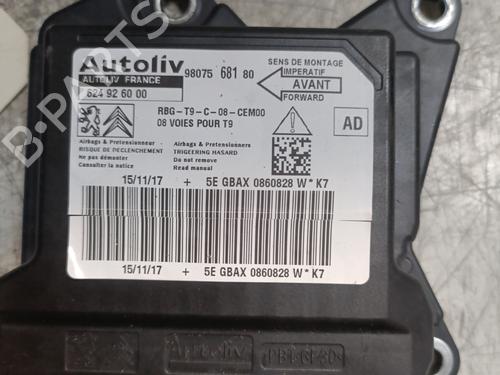 Autoliv
AUTOLIV FRANCE
624 92 60 00
98075 681 80
SENS DE MONTAGE
IMPERATIF
AVANT
FORWARD
RBG-T9-C-08-CEM00
08 VOIES POUR T9
AD
Airbags & Pretensionneur
RISQUE DE DECLENCHEMENT
Ne pas démonter
Consulter la notice
Airbags & Pretensioners
TRIGEERING HASARD
Do not remove
Read manual
15/11/17 + 5E GBAX 0860828 W*K7
15/11/17 + 5E GBAX 0860828 W*K7
Autoliv
B-PARTS